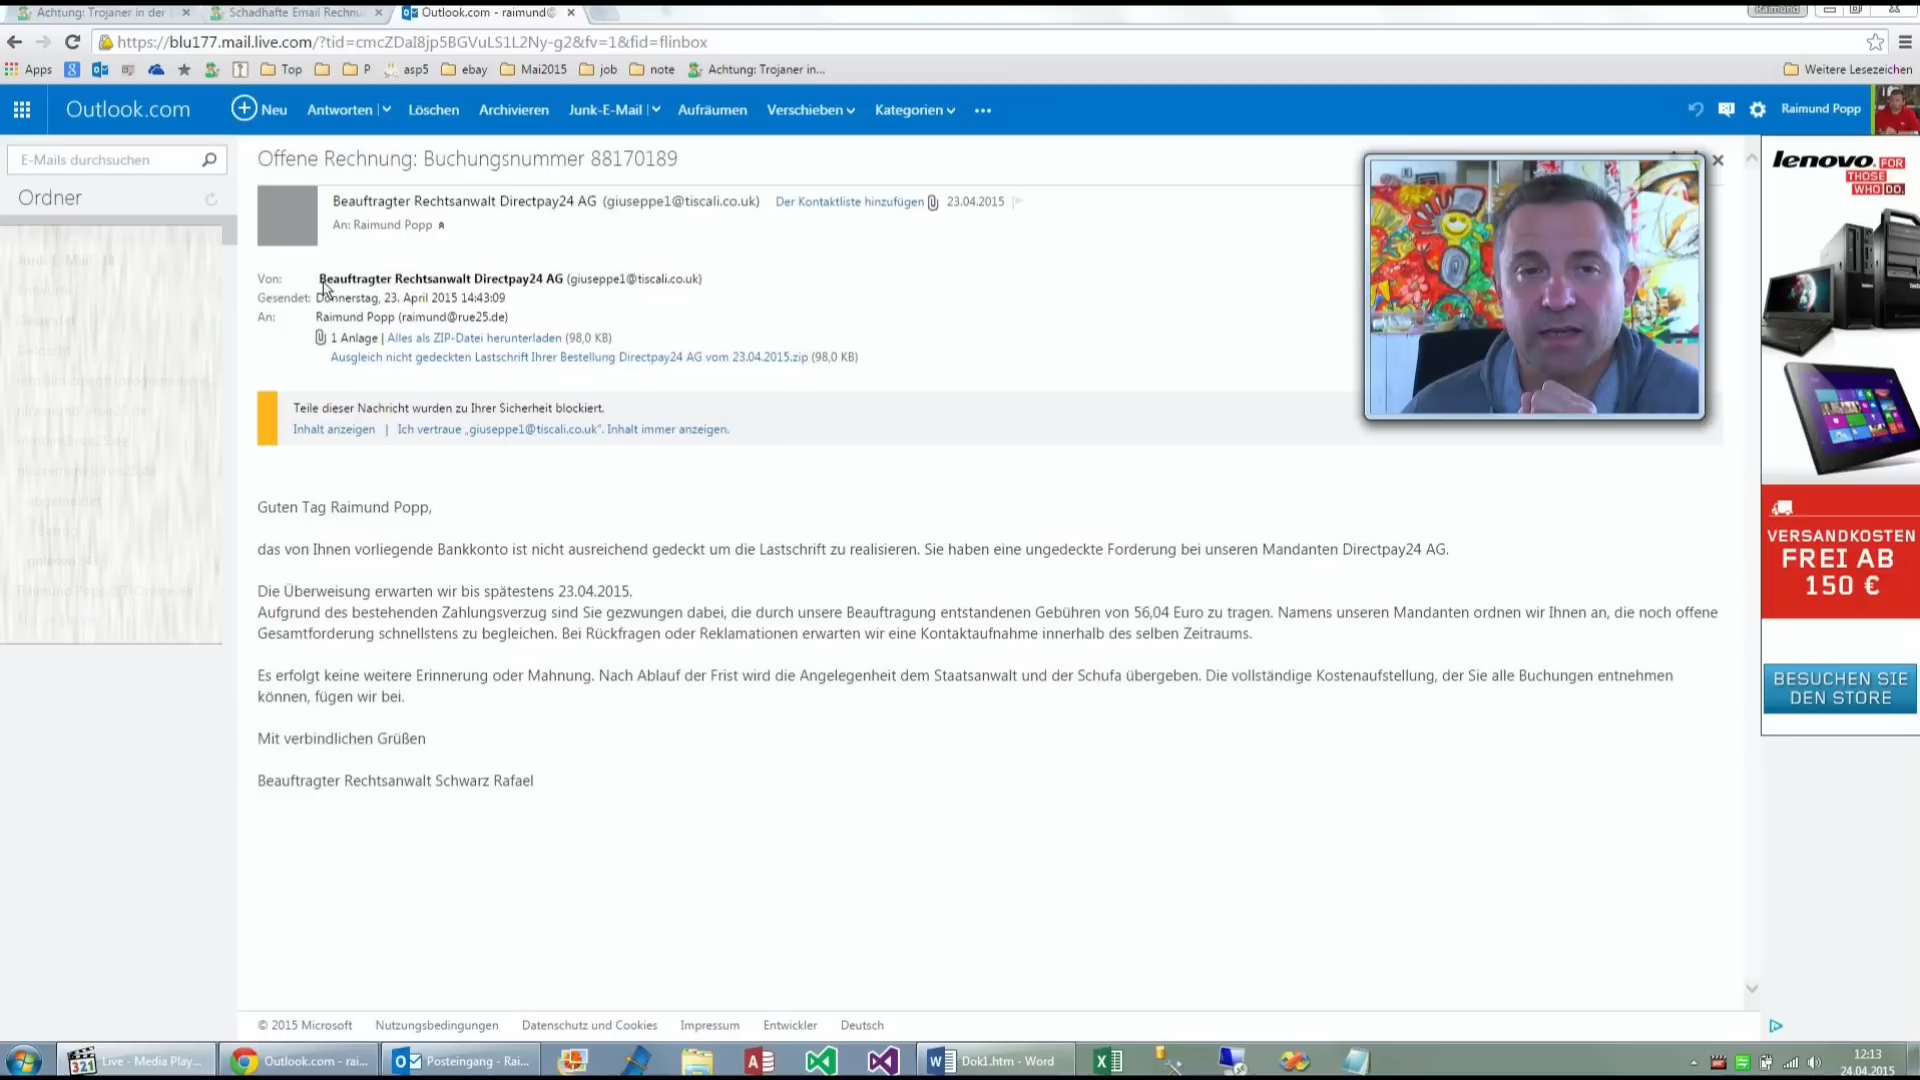 Achtung: Trojaner in der
Schadhafte Email Rechnu
Outlook.com - raimund@
Raimund
https://blu177.mail.live.com/?tid=cmcZDaI8jp5BGVuLS1L2Ny-g2&fv=1&fid=flinbox
Apps
Top
P
asp5
ebay
Mai2015
job
note
Achtung: Trojaner in...
Weitere Lesezeichen
Outlook.com
Neu
Antworten
Löschen
Archivieren
Junk-E-Mail
Aufräumen
Verschieben
Kategorien
Raimund Popp
E-Mails durchsuchen
Ordner
Offene Rechnung: Buchungsnummer 88170189
Beauftragter Rechtsanwalt Directpay24 AG (giuseppe1@tiscali.co.uk) Der Kontaktliste hinzufügen 23.04.2015
An: Raimund Popp
Von: Beauftragter Rechtsanwalt Directpay24 AG (giuseppe1@tiscali.co.uk)
Gesendet: Donnerstag, 23. April 2015 14:43:09
An: Raimund Popp (raimund@rue25.de)
1 Anlage | Alles als ZIP-Datei herunterladen (98,0 KB)
Ausgleich nicht gedeckten Lastschrift Ihrer Bestellung Directpay24 AG vom 23.04.2015.zip (98,0 KB)
Teile dieser Nachricht wurden zu Ihrer Sicherheit blockiert.
Inhalt anzeigen | Ich vertraue „giuseppe1@tiscali.co.uk“. Inhalt immer anzeigen.
Guten Tag Raimund Popp,
das von Ihnen vorliegende Bankkonto ist nicht ausreichend gedeckt um die Lastschrift zu realisieren. Sie haben eine ungedeckte Forderung bei unseren Mandanten Directpay24 AG.
Die Überweisung erwarten wir bis spätestens 23.04.2015.
Aufgrund des bestehenden Zahlungsverzug sind Sie gezwungen dabei, die durch unsere Beauftragung entstandenen Gebühren von 56,04 Euro zu tragen. Namens unseren Mandanten ordnen wir Ihnen an, die noch offene
Gesamtforderung schnellstens zu begleichen. Bei Rückfragen oder Reklamationen erwarten wir eine Kontaktaufnahme innerhalb des selben Zeitraums.
Es erfolgt keine weitere Erinnerung oder Mahnung. Nach Ablauf der Frist wird die Angelegenheit dem Staatsanwalt und der Schufa übergeben. Die vollständige Kostenaufstellung, der Sie alle Buchungen entnehmen
können, fügen wir bei.
Mit verbindlichen Grüßen
Beauftragter Rechtsanwalt Schwarz Rafael
lenovo FOR
THOSE
WHO DO.
VERSANDKOSTEN
FREI AB
150 €
BESUCHEN SIE
DEN STORE
© 2015 Microsoft
Nutzungsbedingungen
Datenschutz und Cookies
Impressum
Entwickler
Deutsch
321
Live - Media Play...
Outlook.com - rai...
Posteingang - Rai...
Dok1.htm - Word
12:13
24.04.2015